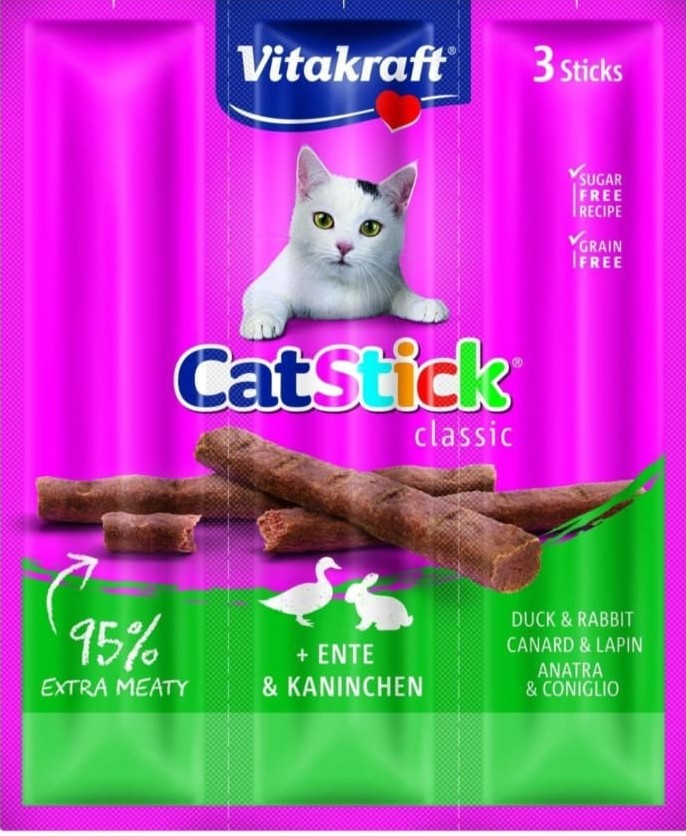 Vitakraft®
3 Sticks
SUGAR
FREE
RECIPE
GRAIN
FREE
CatStick®
classic
95%
EXTRA MEATY
+ ENTE
& KANINCHEN
DUCK & RABBIT
CANARD & LAPIN
ANATRA
& CONIGLIO